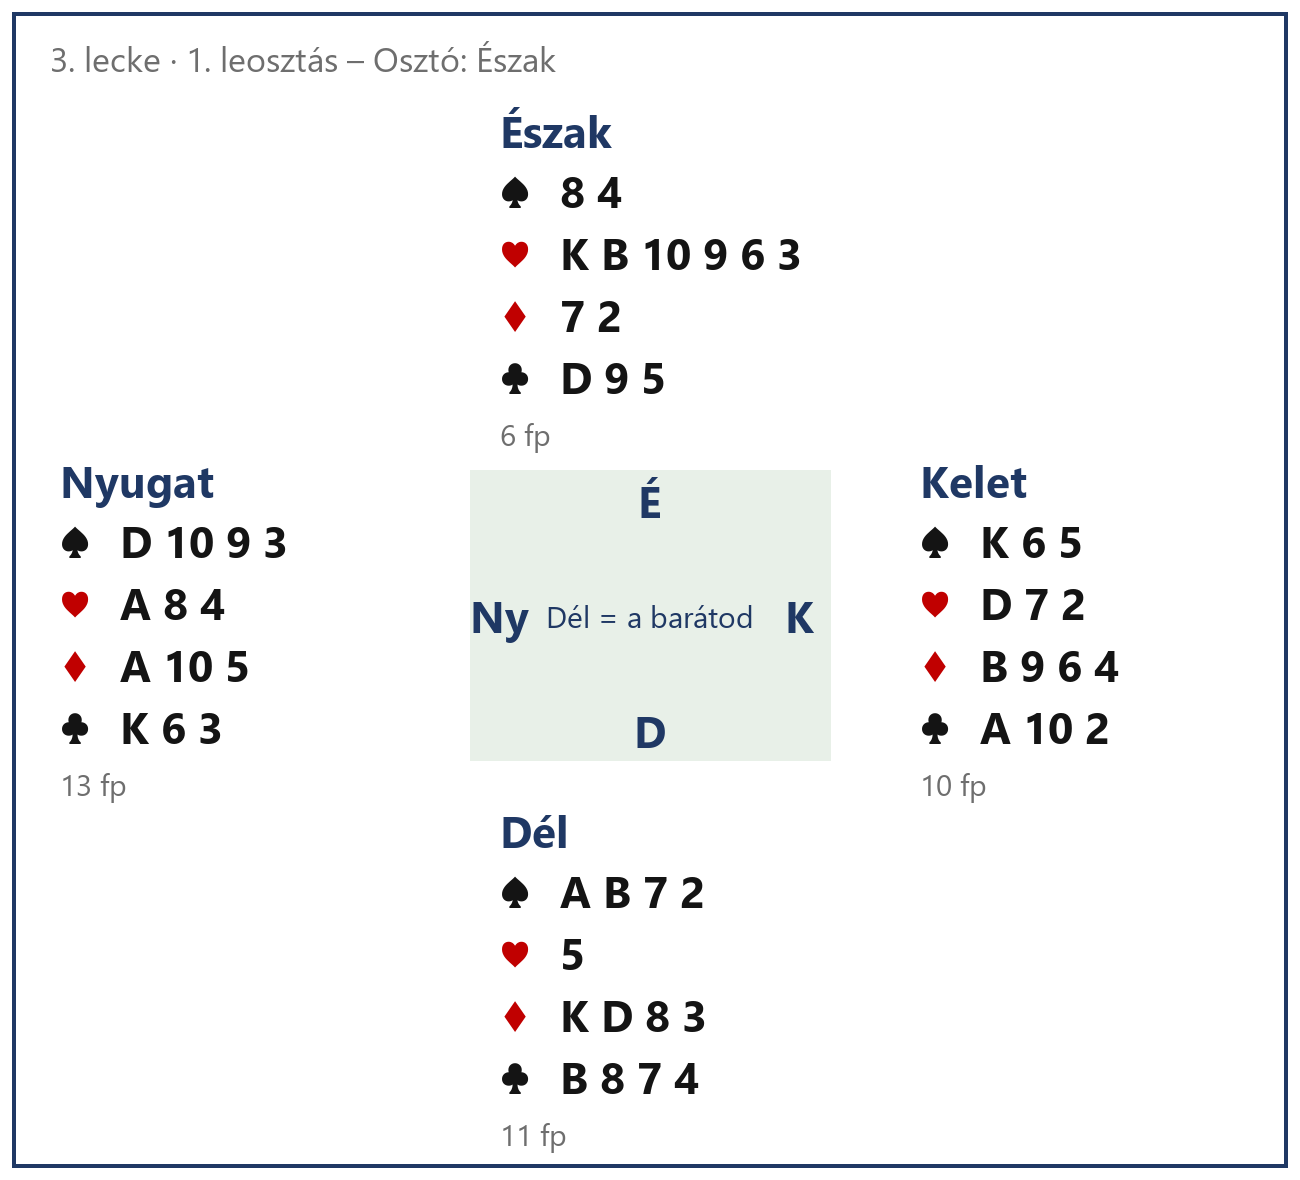 3. lecke · 1. leosztás – Osztó: Észak
Észak
♠ 8 4
♥ K B 10 9 6 3
♦ 7 2
♣ D 9 5
6 fp
Nyugat
♠ D 10 9 3
♥ A 8 4
♦ A 10 5
♣ K 6 3
13 fp
É
Ny Dél = a barátod K
D
Kelet
♠ K 6 5
♥ D 7 2
♦ B 9 6 4
♣ A 10 2
10 fp
Dél
♠ A B 7 2
♥ 5
♦ K D 8 3
♣ B 8 7 4
11 fp